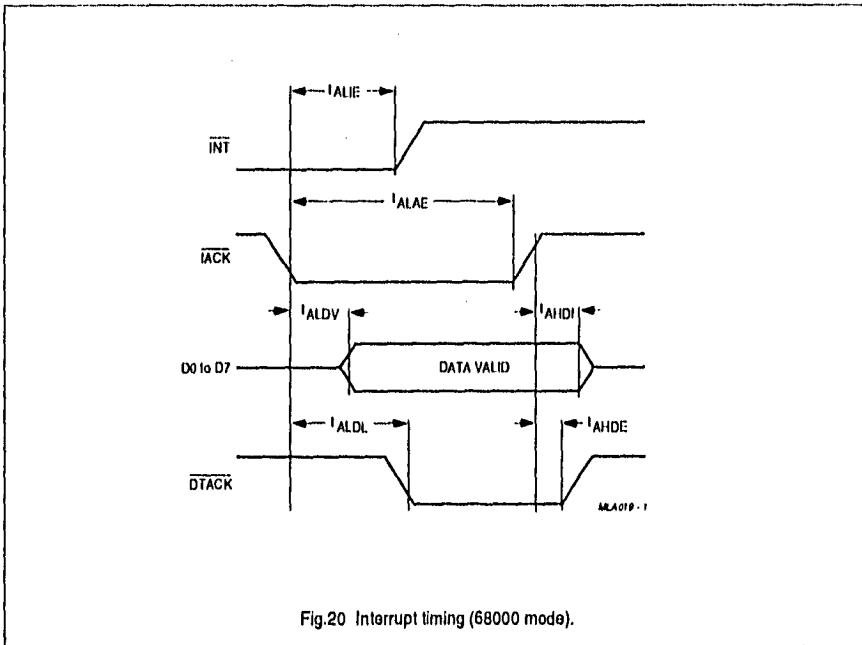 tALIE
INT
tALAE
IACK
tALDV
tAHDI
D0 to D7
DATA VALID
tALDL
tAHDE
DTACK
MLA019 - 1
Fig.20 Interrupt timing (68000 mode).